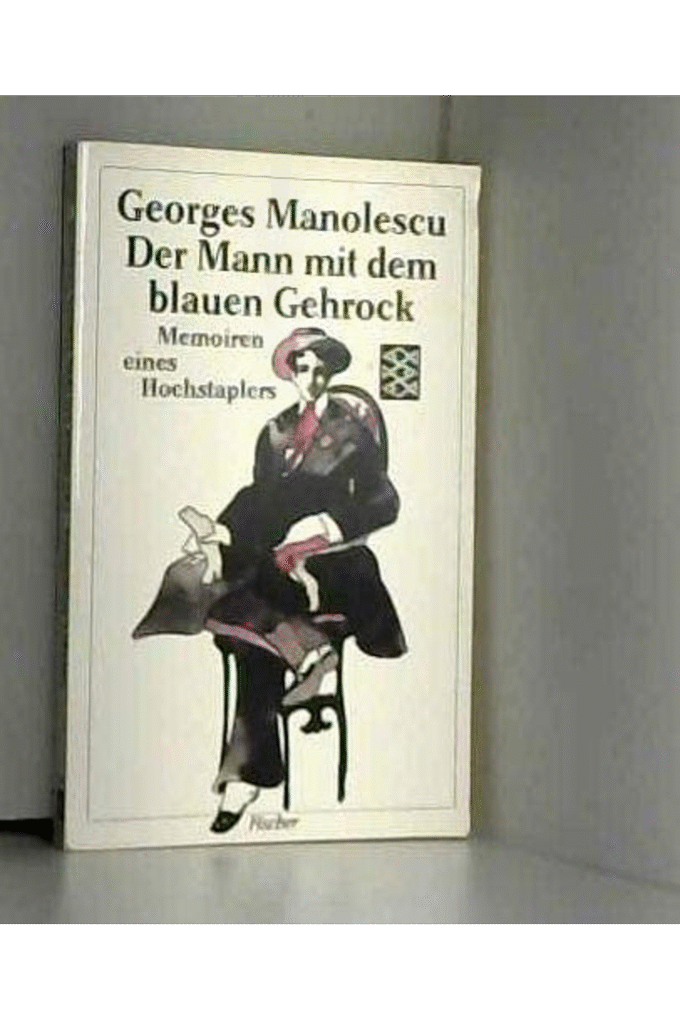 Georges Manolescu
Der Mann mit dem
blauen Gehrock
Memoiren
eines
Hochstaplers
Fischer